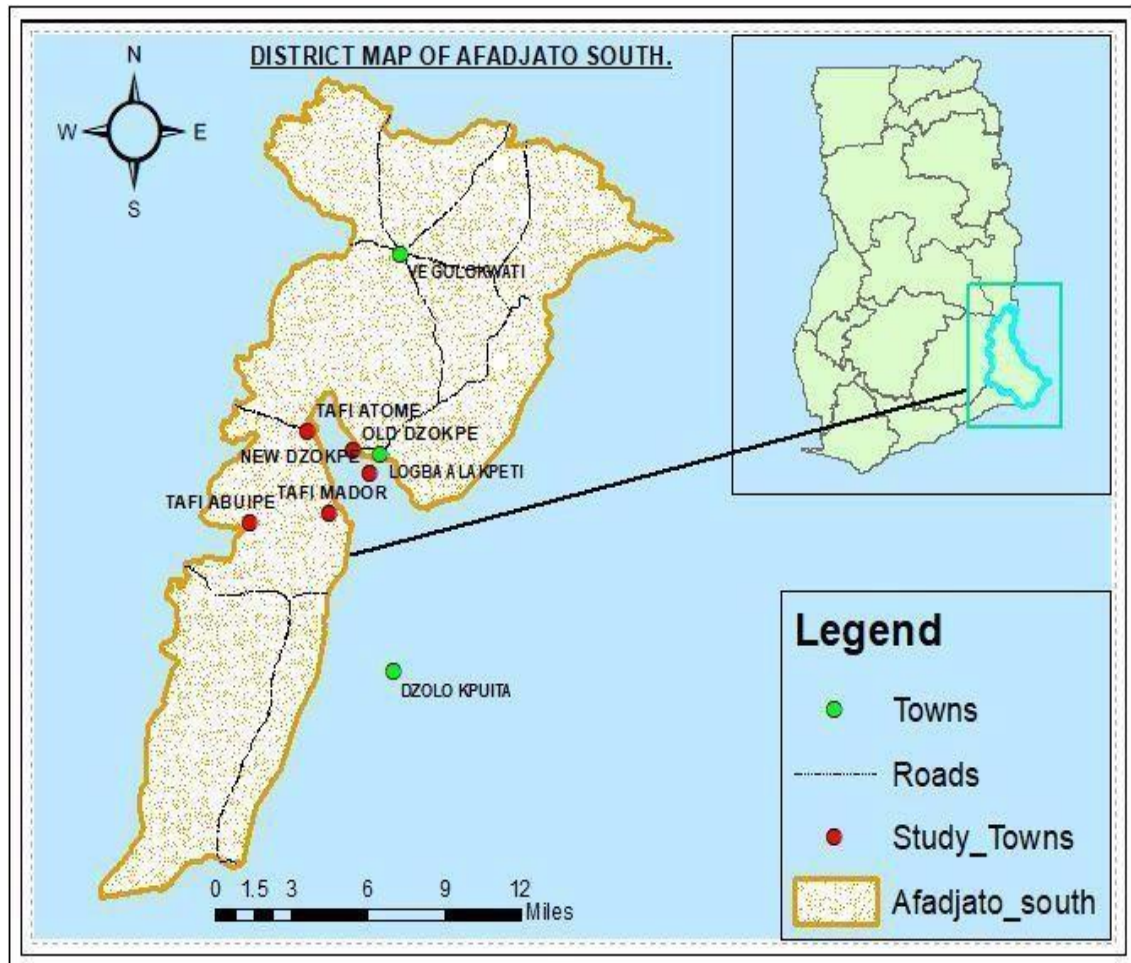 DISTRICT MAP OF AFADJATO SOUTH.
N
W E
S
VE GOLOKWATI
TAFI ATOME
OLD DZOKPE
NEW DZOKPE
LOGBA ALAKPETI
TAFI MADOR
TAFI ABUIPE
DZOLO KPUITA
Legend
Towns
Roads
Study_Towns
Afadjato_south
0 1.5 3 6 9 12
Miles